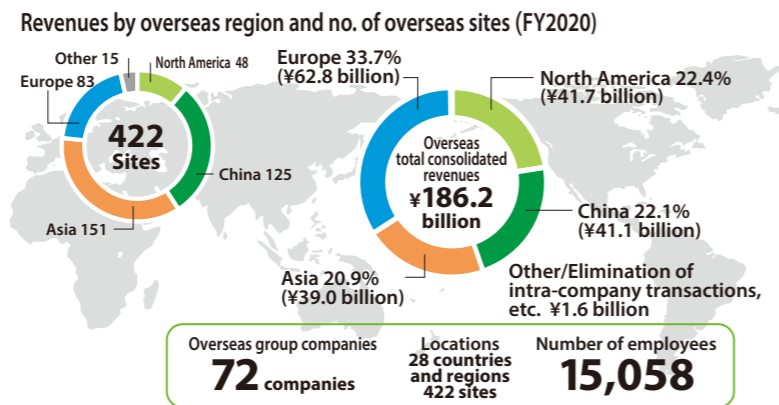 Revenues by overseas region and no. of overseas sites (FY2020)
Other 15
North America 48
Europe 83
422
Sites
China 125
Asia 151
Europe 33.7%
(¥62.8 billion)
North America 22.4%
(¥41.7 billion)
Overseas
total consolidated
revenues
¥186.2
billion
China 22.1%
(¥41.1 billion)
Asia 20.9%
(¥39.0 billion)
Other/Elimination of
intra-company transactions,
etc. ¥1.6 billion
Overseas group companies
72 companies
Locations
28 countries
and regions
422 sites
Number of employees
15,058